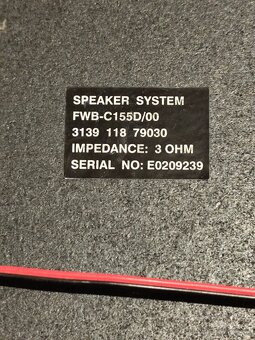 SPEAKER SYSTEM
FWB-C155D/00
3139 118 79030
IMPEDANCE: 3 OHM
SERIAL NO: E0209239